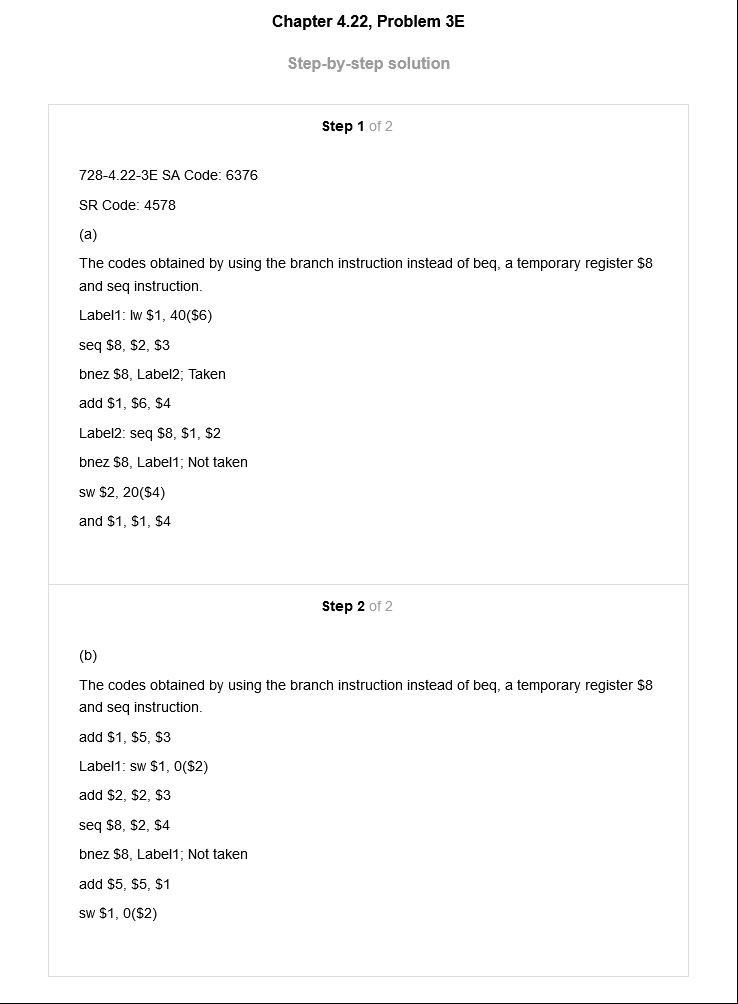 Chapter 4.22, Problem 3E
Step-by-step solution
Step 1 of 2
728-4.22-3E SA Code: 6376
SR Code: 4578
(a)
The codes obtained by using the branch instruction instead of beq, a temporary register $8
and seq instruction.
Label1: lw $1, 40($6)
seq $8, $2, $3
bnez $8, Label2; Taken
add $1, $6, $4
Label2: seq $8, $1, $2
bnez $8, Label1; Not taken
sw $2, 20($4)
and $1, $1, $4
Step 2 of 2
(b)
The codes obtained by using the branch instruction instead of beq, a temporary register $8
and seq instruction.
add $1, $5, $3
Label1: sw $1, 0($2)
add $2, $2, $3
seq $8, $2, $4
bnez $8, Label1; Not taken
add $5, $5, $1
sw $1, 0($2)